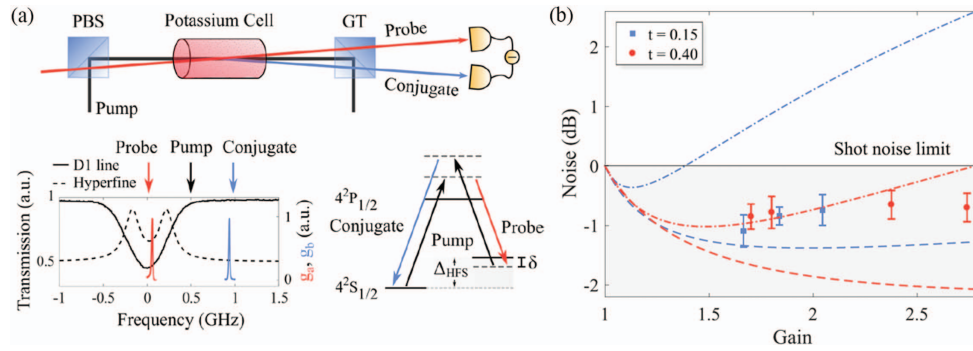 (a)
PBS
Potassium Cell
GT
Probe
Conjugate
Pump
Probe Pump Conjugate
D1 line
Hyperfine
Transmission (a.u.)
1
0.5
1
0
gₐ, g_b (a.u.)
-1 -0.5 0 0.5 1 1.5
Frequency (GHz)
4²P₁/₂
Conjugate
Probe
Pump
δ
Δ_HFS
4²S₁/₂
(b)
t = 0.15
t = 0.40
Noise (dB)
2
1
0
-1
-2
Shot noise limit
1 1.5 2 2.5
Gain